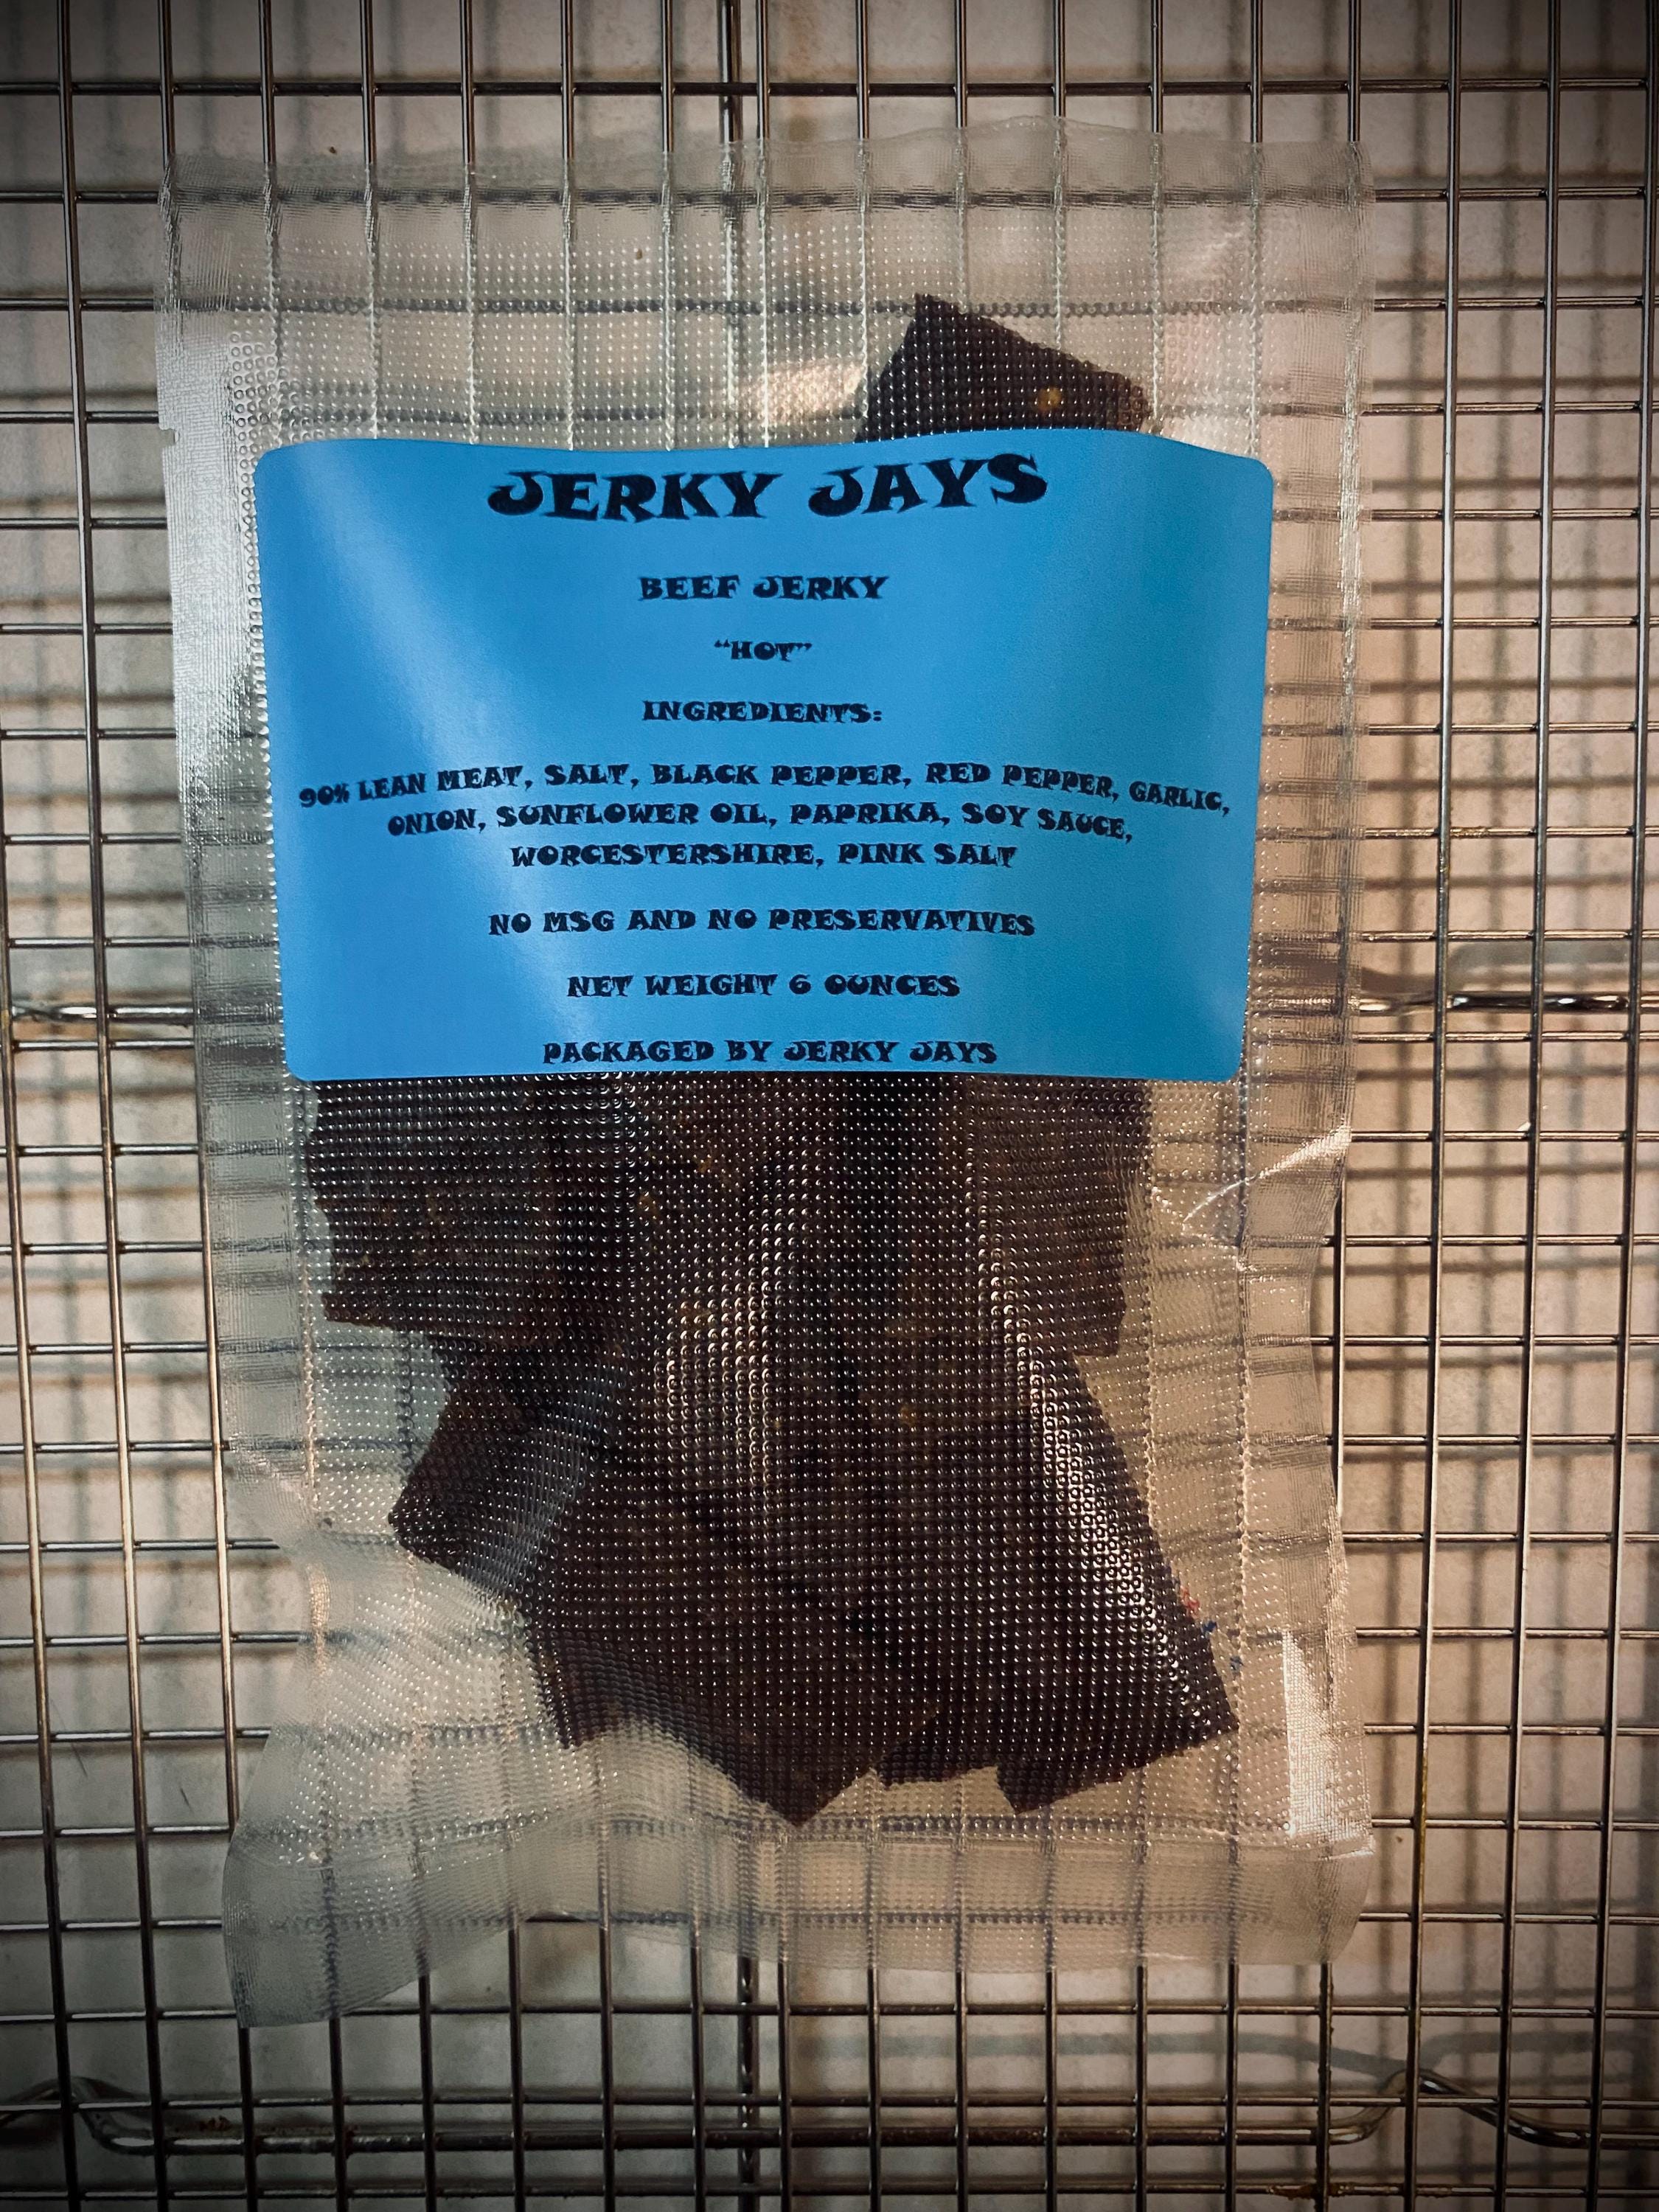 JERKY JAYS
BEEF JERKY
“HOT”
INGREDIENTS:
90% LEAN MEAT, SALT, BLACK PEPPER, RED PEPPER, GARLIC,
ONION, SUNFLOWER OIL, PAPRIKA, SOY SAUCE,
WORCESTERSHIRE, PINK SALT
NO MSG AND NO PRESERVATIVES
NET WEIGHT 6 OUNCES
PACKAGED BY JERKY JAYS